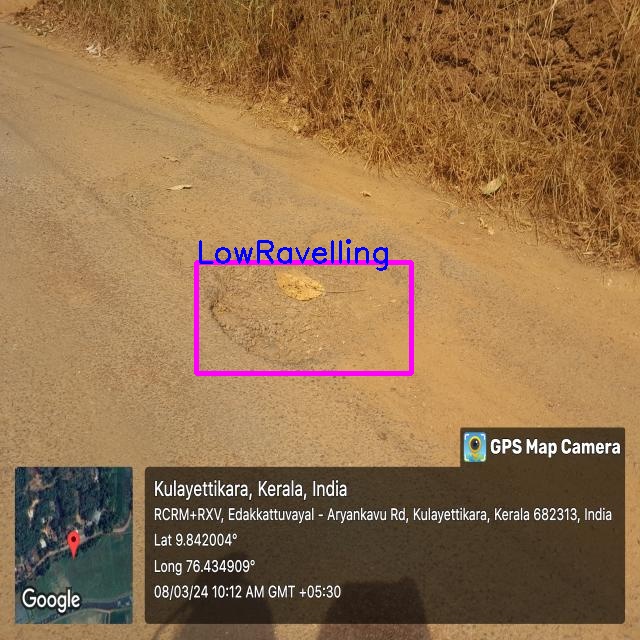 LowRavelling
GPS Map Camera
Kulayettikara, Kerala, India
RCRM+RXV, Edakkattuvayal - Aryankavu Rd, Kulayettikara, Kerala 682313, India
Lat 9.842004°
Long 76.434909°
08/03/24 10:12 AM GMT +05:30
Google